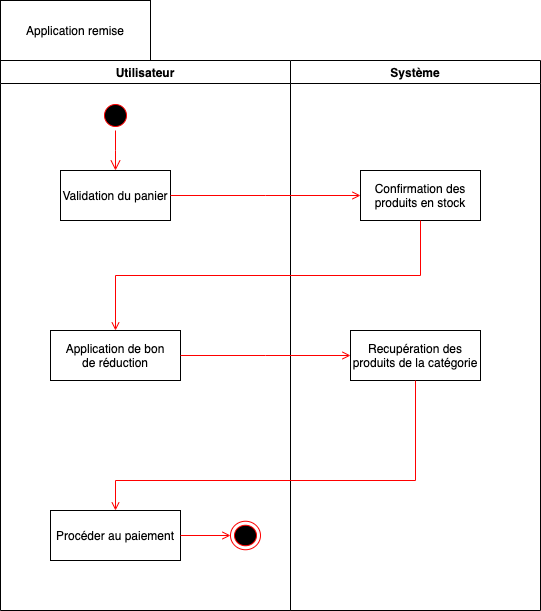 Application remise
Utilisateur
Système
Validation du panier
Confirmation des
produits en stock
Application de bon
de réduction
Recupération des
produits de la catégorie
Procéder au paiement